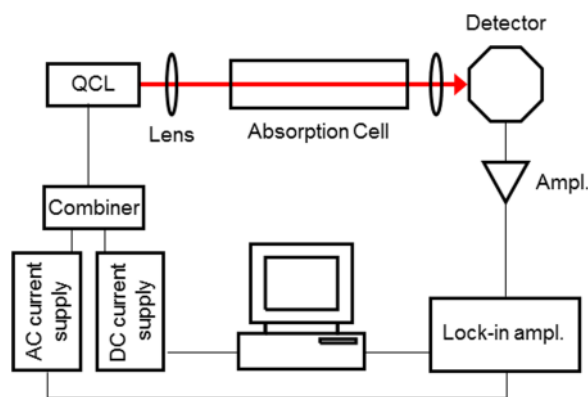 Detector
QCL
Lens
Absorption Cell
Ampl.
Combiner
AC current
supply
DC current
supply
Lock-in ampl.